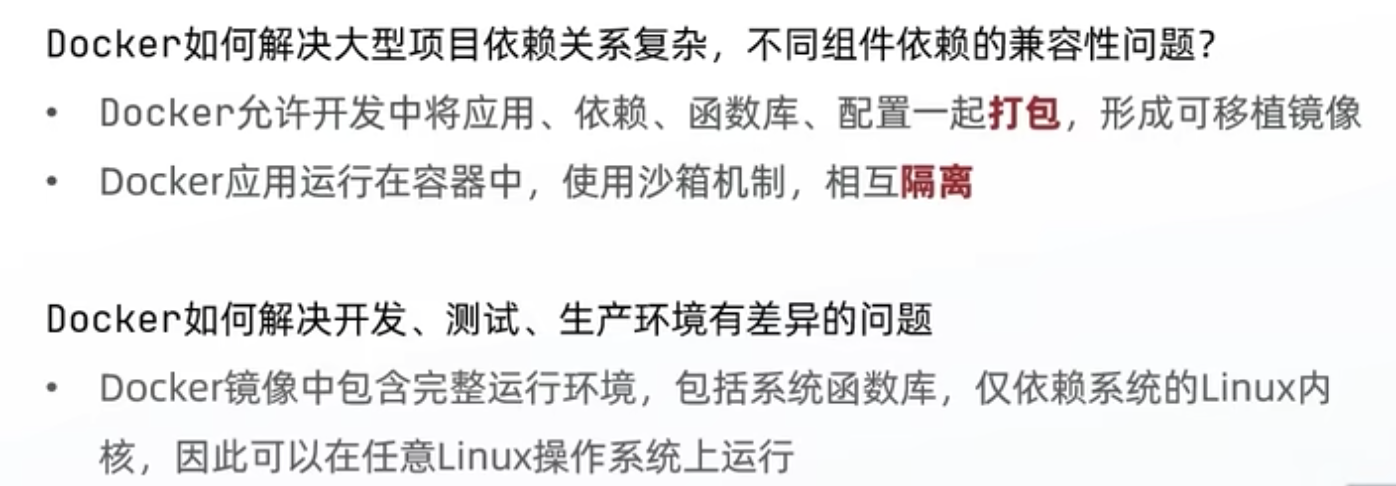 Docker如何解决大型项目依赖关系复杂，不同组件依赖的兼容性问题？
• Docker允许开发中将应用、依赖、函数库、配置一起打包，形成可移植镜像
• Docker应用运行在容器中，使用沙箱机制，相互隔离
Docker如何解决开发、测试、生产环境有差异的问题
• Docker镜像中包含完整运行环境，包括系统函数库，仅依赖系统的Linux内
核，因此可以在任意Linux操作系统上运行